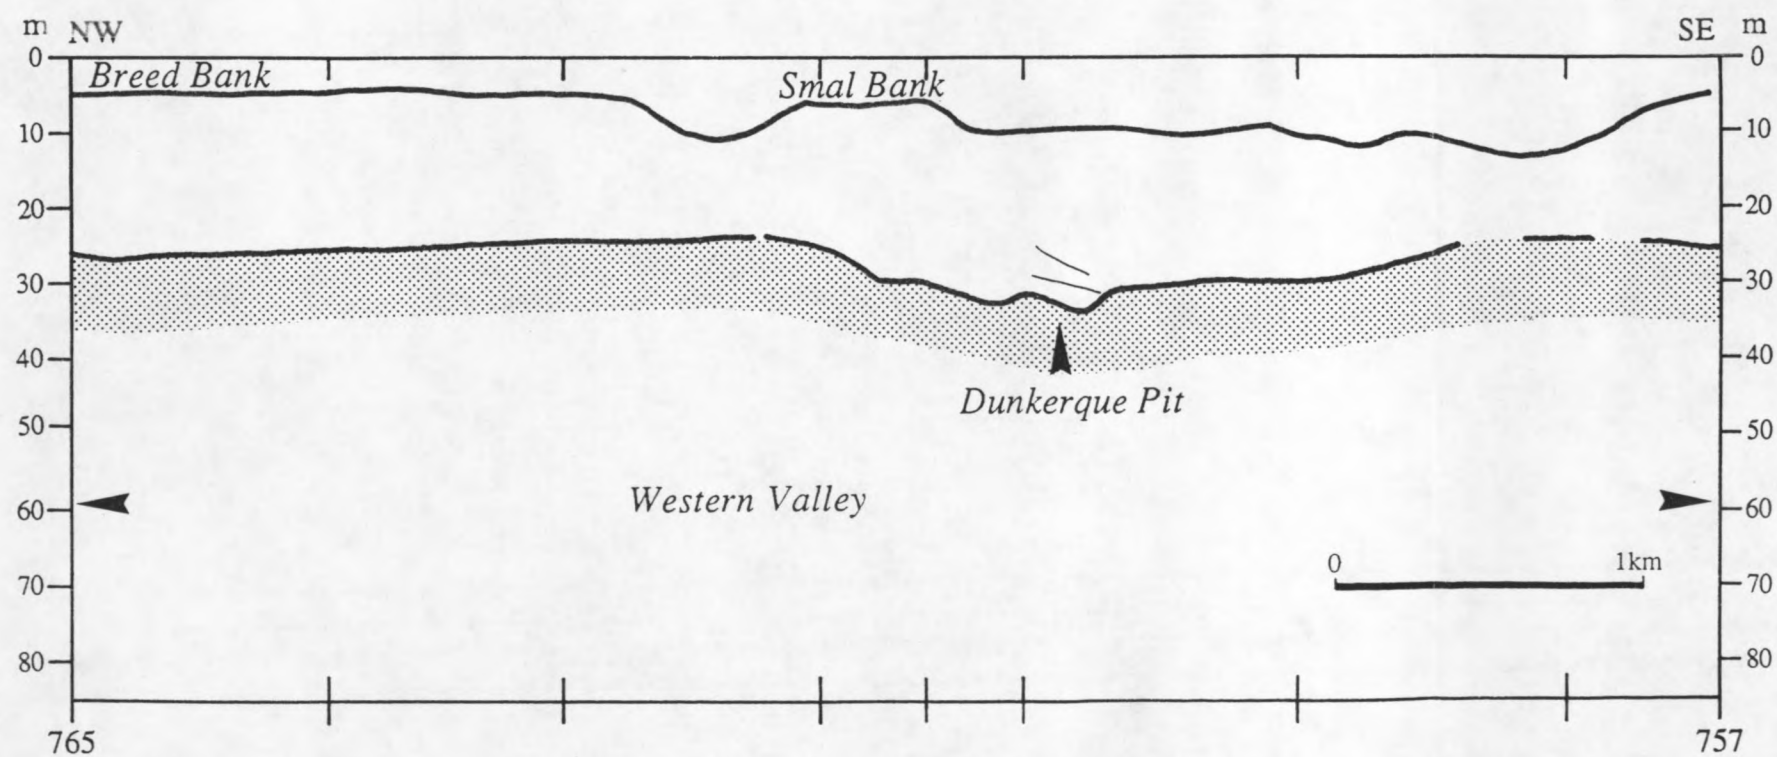 m NW SE m
0 0
Breed Bank Smal Bank
10 10
20 20
30 30
40 40
Dunkerque Pit
50 50
Western Valley
60 60
0 1km
70 70
80 80
765 757